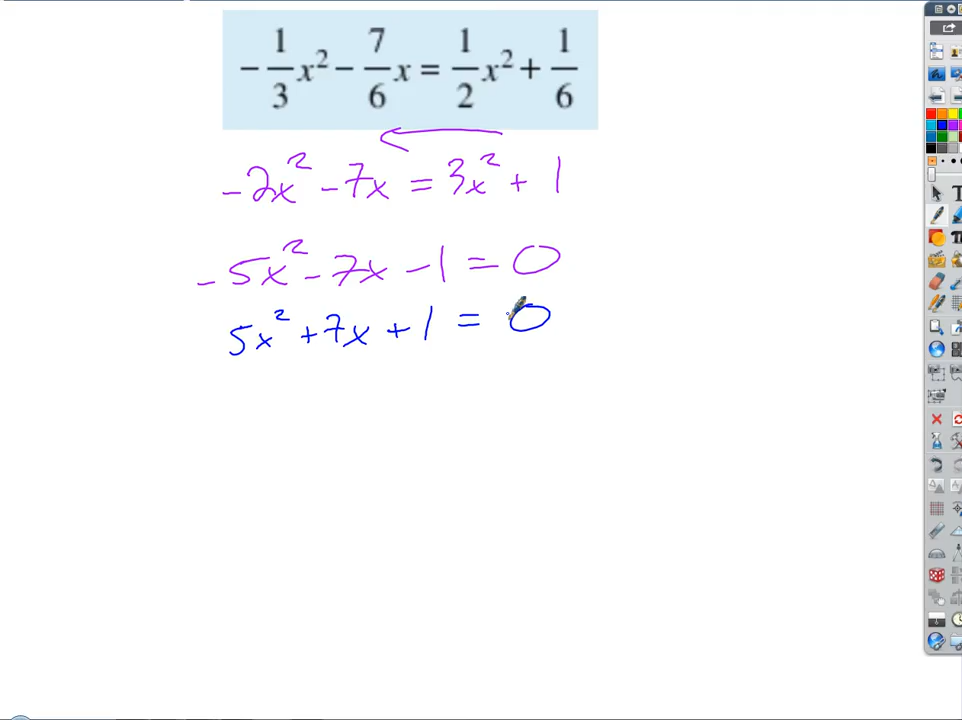 -1/3x² - 7/6x = 1/2x² + 1/6
-2x² - 7x = 3x² + 1
-5x² - 7x - 1 = 0
5x² + 7x + 1 = 0